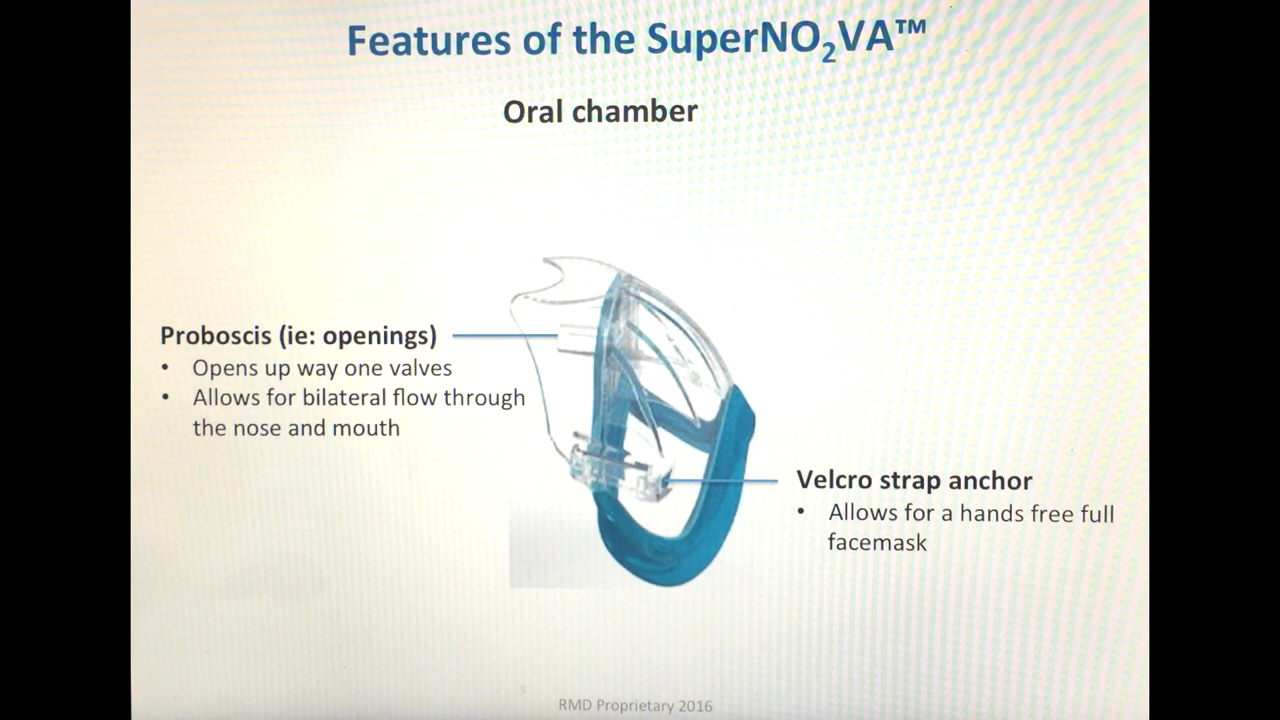 Features of the SuperNO₂VA™
Oral chamber
Proboscis (ie: openings)
• Opens up way one valves
• Allows for bilateral flow through
the nose and mouth
Velcro strap anchor
• Allows for a hands free full
facemask
RMD Proprietary 2016